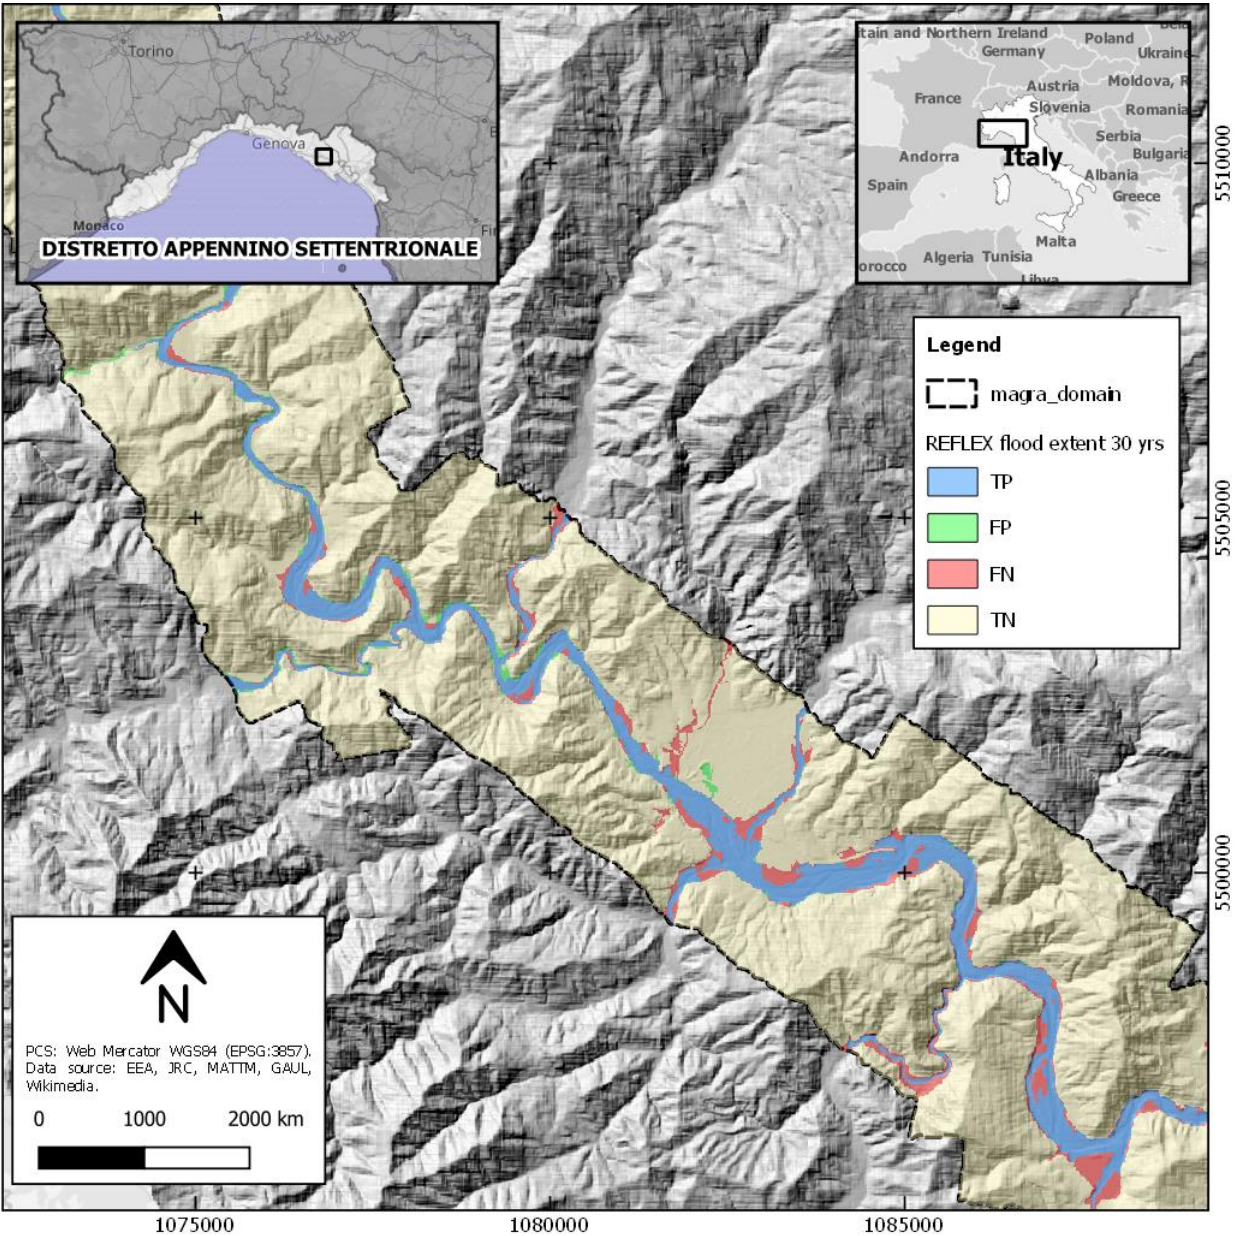 Torino
Genova
Monaco
DISTRETTO APPENNINO SETTENTRIONALE
tain and Northern Ireland
Poland
Germany
Ukraine
Austria
Moldova, R
France
Slovenia
Romania
Serbia
Andorra
Italy
Bulgaria
Albania
Spain
Greece
Malta
orocco
Algeria
Tunisia
Libya
5510000
5505000
5500000
Legend
magra_domain
REFLEX flood extent 30 yrs
TP
FP
FN
TN
N
PCS: Web Mercator WGS84 (EPSG:3857).
Data source: EEA, JRC, MATTM, GAUL,
Wikimedia.
0 1000 2000 km
1075000 1080000 1085000